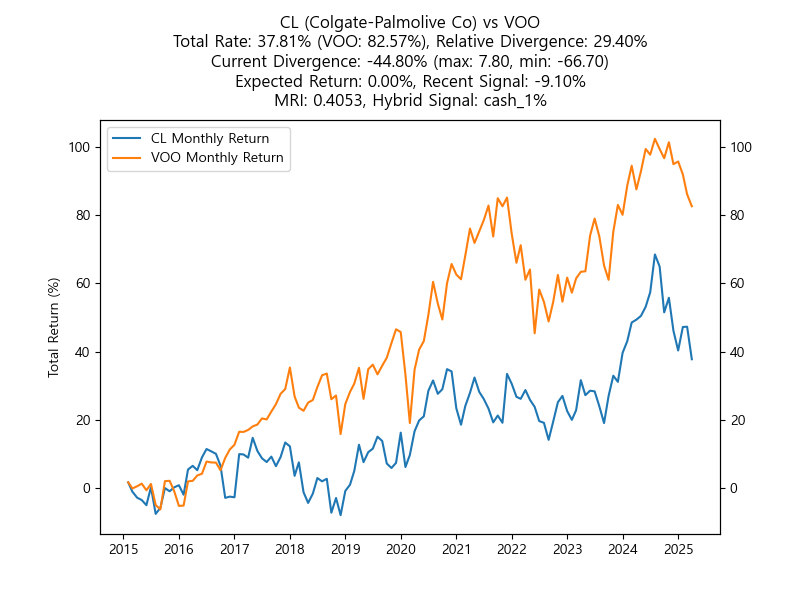 CL (Colgate-Palmolive Co) vs VOO
Total Rate: 37.81% (VOO: 82.57%), Relative Divergence: 29.40%
Current Divergence: -44.80% (max: 7.80, min: -66.70)
Expected Return: 0.00%, Recent Signal: -9.10%
MRI: 0.4053, Hybrid Signal: cash_1%
CL Monthly Return
VOO Monthly Return
Total Return (%)
100
80
60
40
20
0
100
80
60
40
20
0
2015 2016 2017 2018 2019 2020 2021 2022 2023 2024 2025